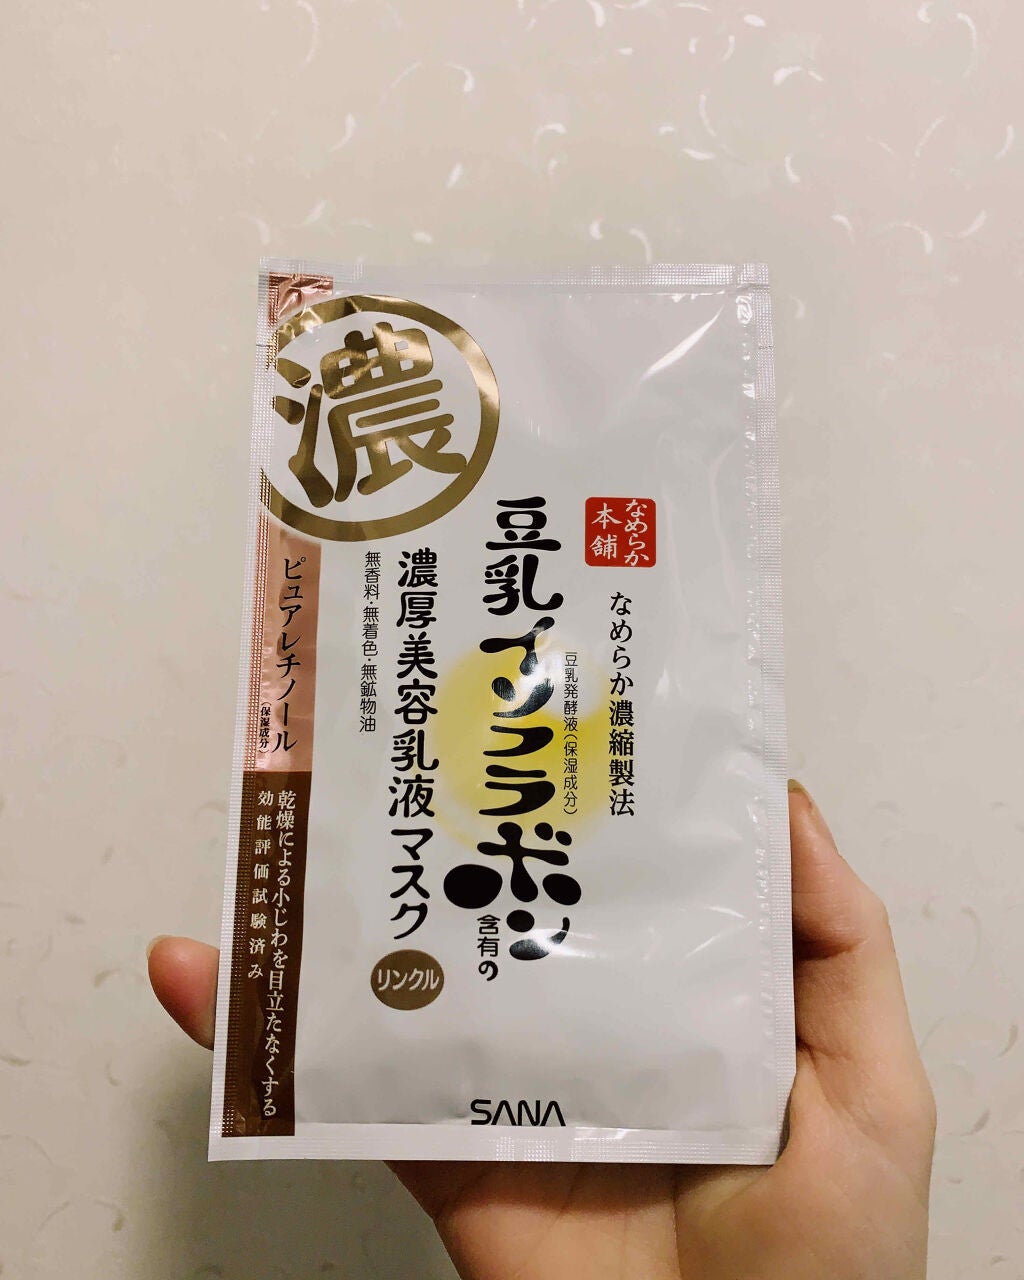 なめらか
本舗
なめらか濃縮製法
豆乳発酵液(保湿成分)
豆乳イソフラボン
含有の
濃厚美容乳液マスク
リンクル
無香料・無着色・無鉱物油
濃
ピュアレチノール
(保湿成分)
乾燥による小じわを目立たなくする
効能評価試験済み
SANA